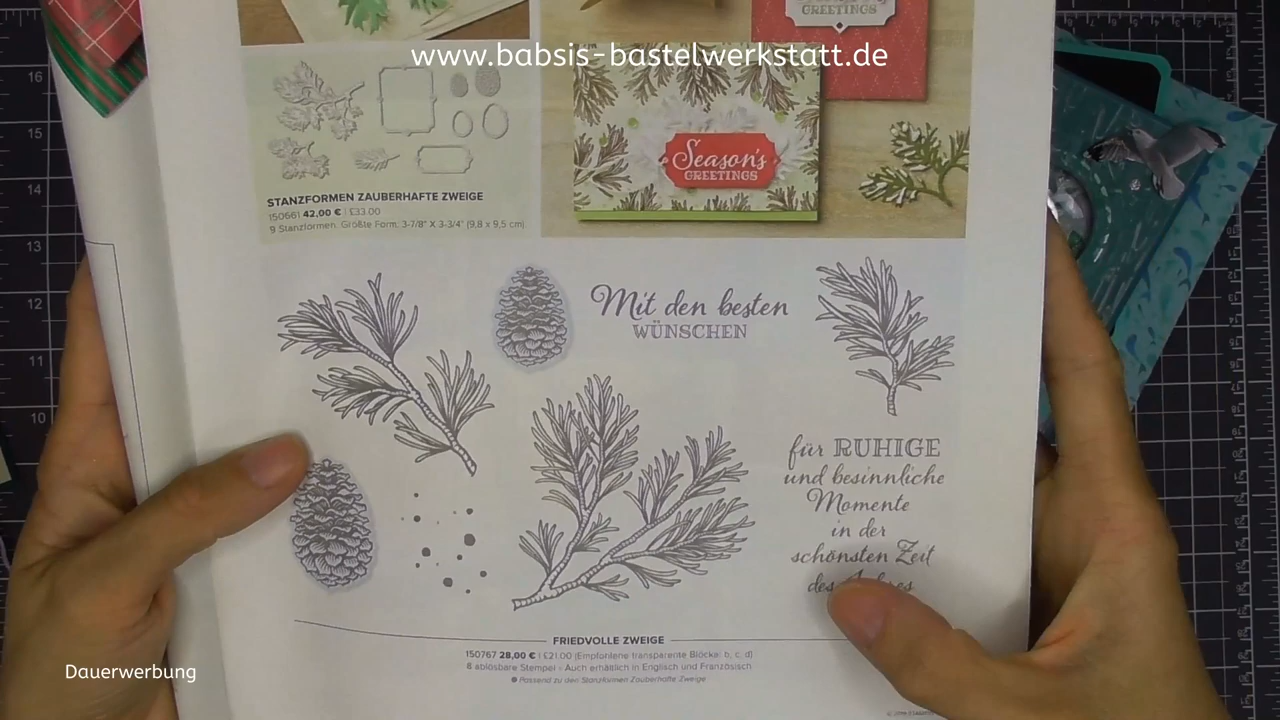 GREETINGS
www.babsis-bastelwerkstatt.de
Season's
GREETINGS
STANZFORMEN ZAUBERHAFTE ZWEIGE
150661 42,00 € | £33.00
9 Stanzformen. Größte Form: 3-7/8" X 3-3/4" (9,8 x 9,5 cm)
16
15
14
13
12
11
10
Mit den besten
WÜNSCHEN
für RUHIGE
und besinnliche
Momente
in der
schönsten Zeit
des
FRIEDVOLLE ZWEIGE
150767 28,00 € | £21.00 (Empfohlene transparente Blöcke: b, c, d)
8 ablösbare Stempel • Auch erhältlich in Englisch und Französisch
Passend zu den Stanzformen Zauberhafte Zweige
Dauerwerbung